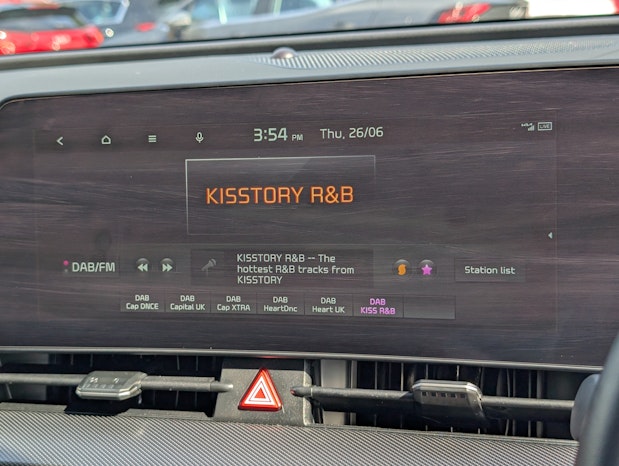 3:54 PM Thu, 26/06
LIVE
KISSTORY R&B
DAB/FM
KISSTORY R&B -- The
hottest R&B tracks from
KISSTORY
Station list
DAB
Cap DNCE
DAB
Capital UK
DAB
Cap XTRA
DAB
HeartDnc
DAB
Heart UK
DAB
KISS R&B